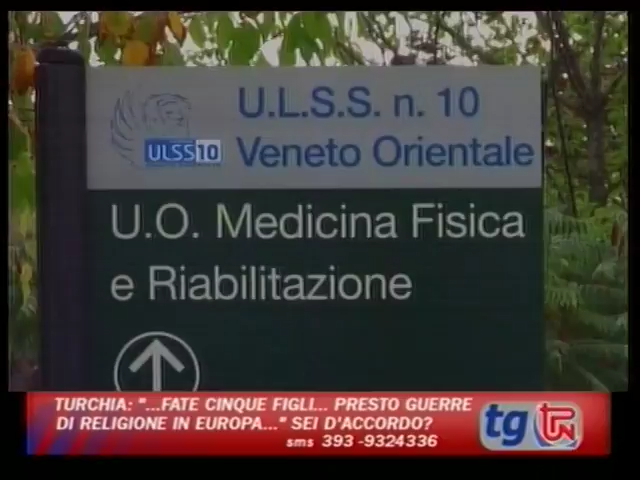 U.L.S.S. n. 10
ULSS10 Veneto Orientale
U.O. Medicina Fisica
e Riabilitazione
TURCHIA: "...FATE CINQUE FIGLI... PRESTO GUERRE
DI RELIGIONE IN EUROPA..." SEI D'ACCORDO?
sms 393 -9324336
tg TPN